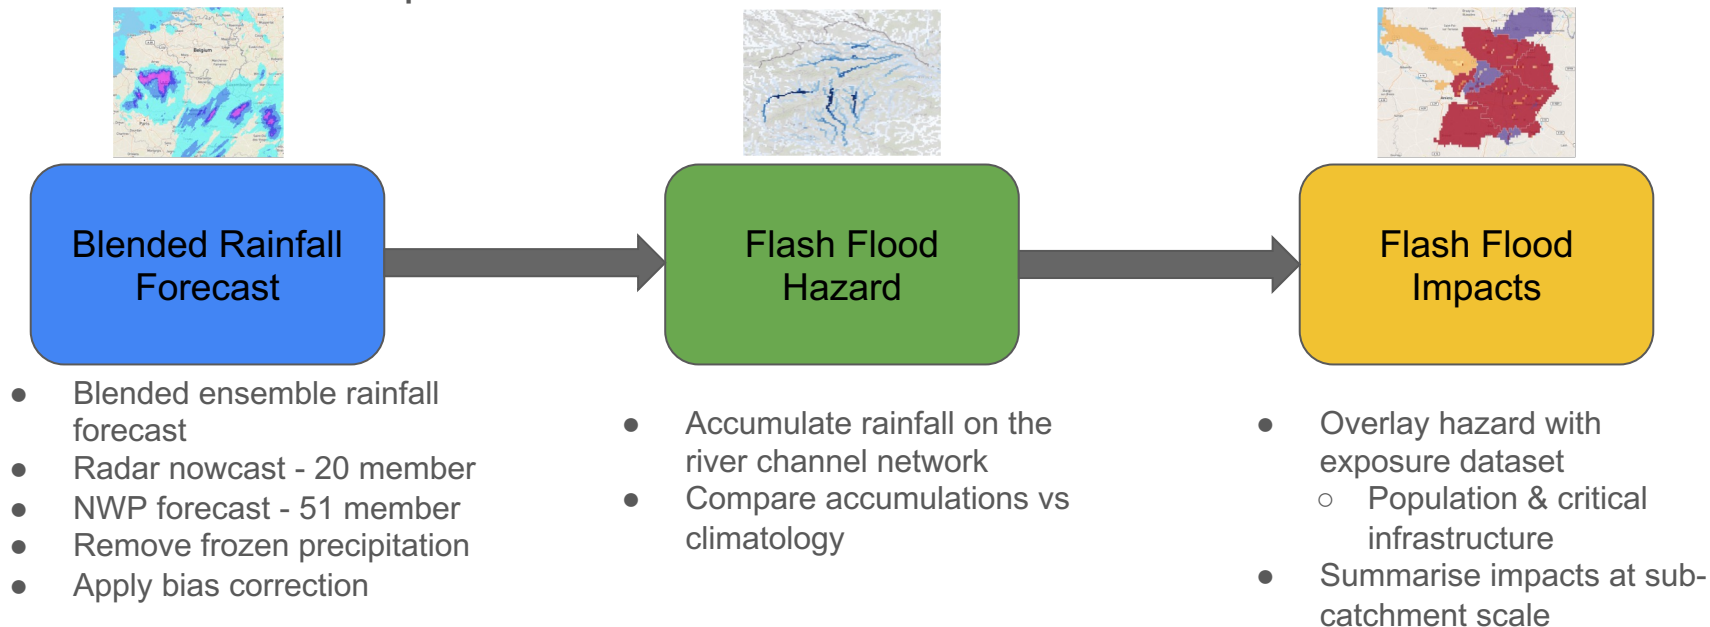 Belgium
Blended Rainfall
Forecast
Flash Flood
Hazard
Flash Flood
Impacts
● Blended ensemble rainfall
forecast
● Radar nowcast - 20 member
● NWP forecast - 51 member
● Remove frozen precipitation
● Apply bias correction
● Accumulate rainfall on the
river channel network
● Compare accumulations vs
climatology
● Overlay hazard with
exposure dataset
○ Population & critical
infrastructure
● Summarise impacts at sub-
catchment scale